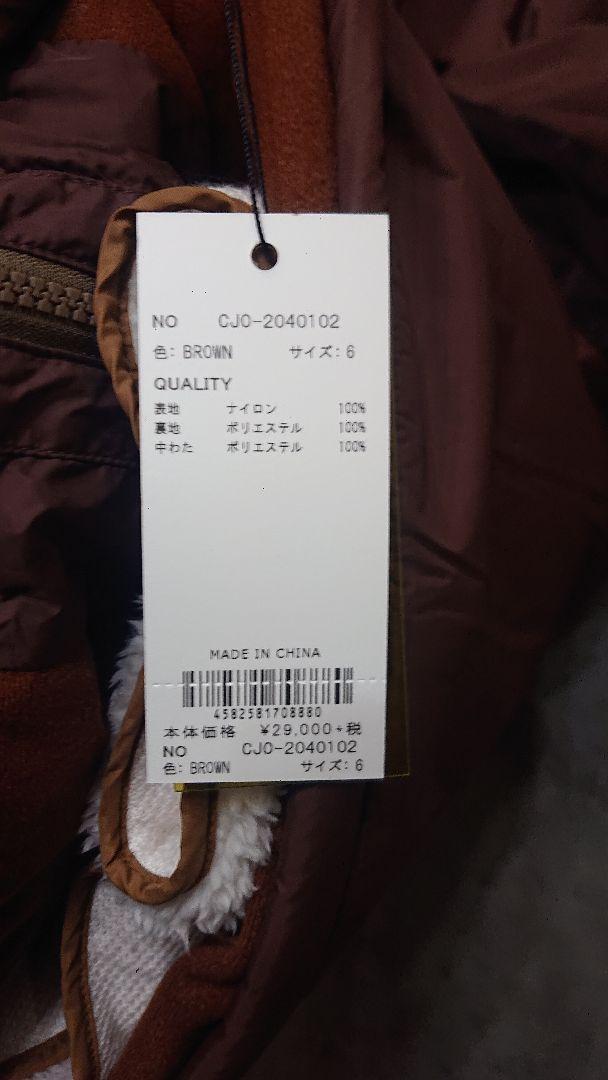 NO CJO-2040102
色: BROWN サイズ: 6
QUALITY
表地 ナイロン 100%
裏地 ポリエステル 100%
中わた ポリエステル 100%
MADE IN CHINA
4582581708880
本体価格 ¥29,000+税
NO CJO-2040102
色: BROWN サイズ: 6